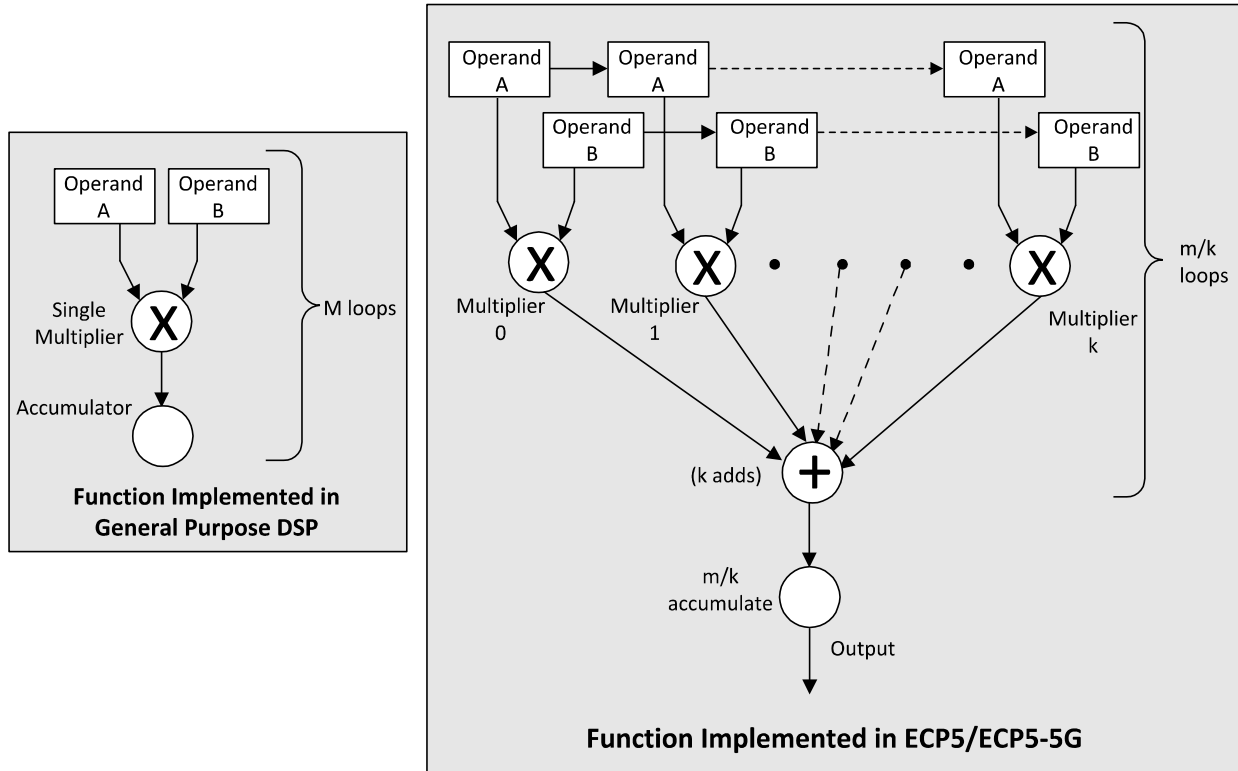 Operand
A
Operand
B
Single
Multiplier
X
Accumulator
M loops
Function Implemented in
General Purpose DSP
Operand
A
Operand
A
Operand
A
Operand
B
Operand
B
Operand
B
X
X
X
Multiplier
0
Multiplier
1
Multiplier
k
m/k
loops
(k adds)
+
m/k
accumulate
Output
Function Implemented in ECP5/ECP5-5G